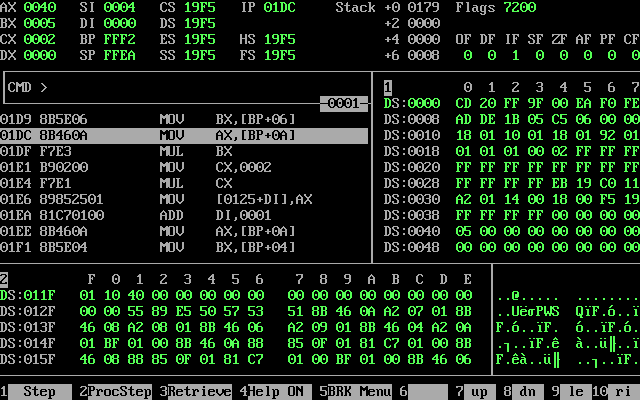 AX 0040 SI 0004 CS 19F5 IP 01DC Stack +0 0179 Flags 7200
BX 0005 DI 0000 DS 19F5 +2 0000
CX 0002 BP FFF2 ES 19F5 HS 19F5 +4 0000 OF DF IF SF ZF AF PF CF
DX 0000 SP FFEA SS 19F5 FS 19F5 +6 0008 0 0 1 0 0 0 0 0
CMD >
0001
1 0 1 2 3 4 5 6 7
DS:0000 CD 20 FF 9F 00 EA F0 FE
DS:0008 AD DE 1B 05 C5 06 00 00
DS:0010 18 01 10 01 18 01 92 01
DS:0018 01 01 01 00 02 FF FF FF
DS:0020 FF FF FF FF FF FF FF FF
DS:0028 FF FF FF FF EB 19 C0 11
DS:0030 A2 01 14 00 18 00 F5 19
DS:0038 FF FF FF FF 00 00 00 00
DS:0040 05 00 00 00 00 00 00 00
DS:0048 00 00 00 00 00 00 00 00
01D9 8B5E06 MOV BX,[BP+06]
01DC 8B460A MOV AX,[BP+0A]
01DF F7E3 MUL BX
01E1 B90200 MOV CX,0002
01E4 F7E1 MUL CX
01E6 89852501 MOV [0125+DI],AX
01EA 81C70100 ADD DI,0001
01EE 8B460A MOV AX,[BP+0A]
01F1 8B5E04 MOV BX,[BP+04]
2 F 0 1 2 3 4 5 6 7 8 9 A B C D E
DS:011F 01 10 40 00 00 00 00 00 00 00 00 00 00 00 00 00 ..@..... ........
DS:012F 00 00 55 89 E5 50 57 53 51 8B 46 0A A2 07 01 8B ..UëσPWS QïF.ó..ï
DS:013F 46 08 A2 08 01 8B 46 06 A2 09 01 8B 46 04 A2 0A F.ó..ïF. ó..ïF.ó.
DS:014F 01 BF 01 00 8B 46 0A 88 85 0F 01 81 C7 01 00 8B .┐..ïF.ê à..ü╟..ï
DS:015F 46 08 88 85 0F 01 81 C7 01 00 BF 01 00 8B 46 06 F.êà..ü╟ ..┐..ïF.
1 Step 2ProcStep 3Retrieve 4Help ON 5BRK Menu 6 7 up 8 dn 9 le 10 ri